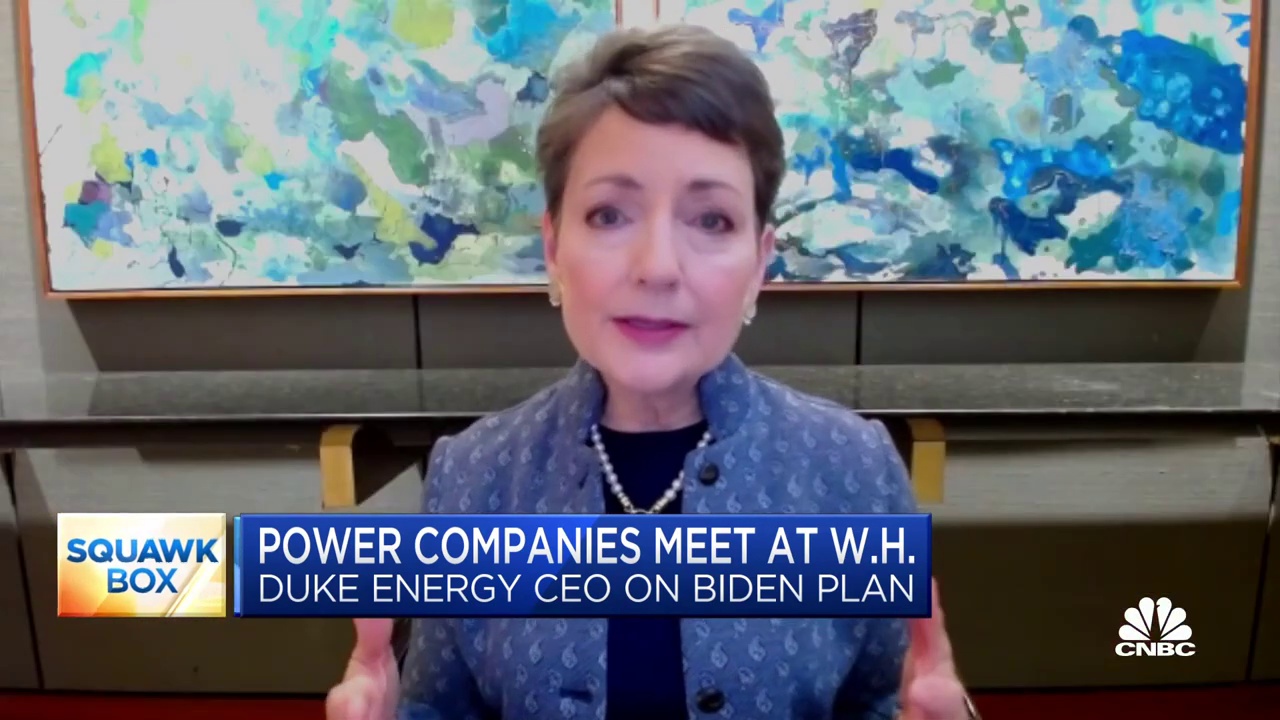 SQUAWK
BOX
POWER COMPANIES MEET AT W.H.
DUKE ENERGY CEO ON BIDEN PLAN
CNBC